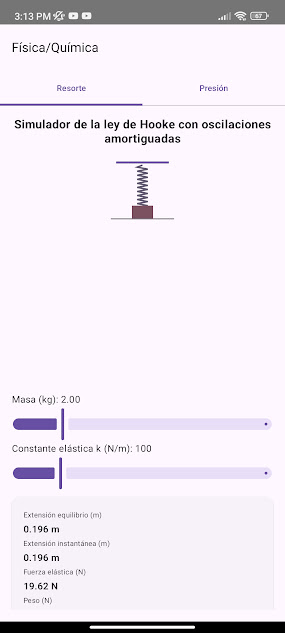 3:13 PM
67
Física/Química
Resorte
Presión
Simulador de la ley de Hooke con oscilaciones
amortiguadas
Masa (kg): 2.00
Constante elástica k (N/m): 100
Extensión equilibrio (m)
0.196 m
Extensión instantánea (m)
0.196 m
Fuerza elástica (N)
19.62 N
Peso (N)